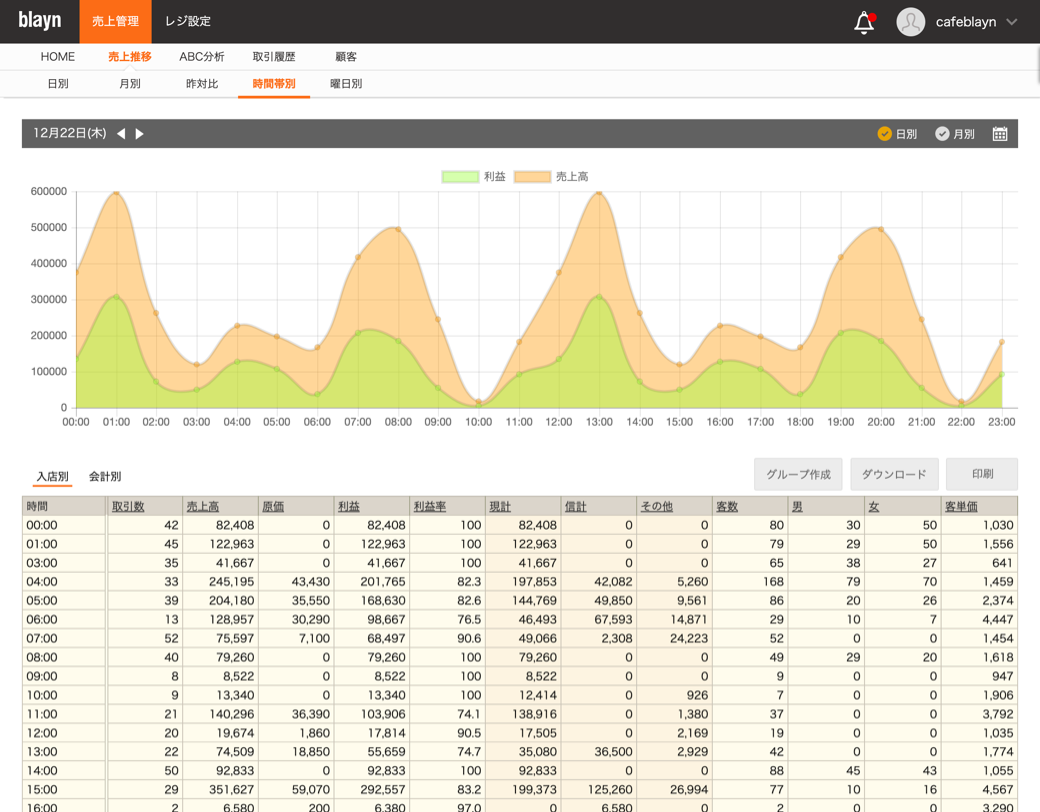 blayn 売上管理 レジ設定 cafeblayn
HOME 売上推移 ABC分析 取引履歴 顧客
日別 月別 昨対比 時間帯別 曜日別
12月22日(木) ◀ ▶ 日別 月別
利益 売上高
600000
500000
400000
300000
200000
100000
0
00:00 01:00 02:00 03:00 04:00 05:00 06:00 07:00 08:00 09:00 10:00 11:00 12:00 13:00 14:00 15:00 16:00 17:00 18:00 19:00 20:00 21:00 22:00 23:00
入店別 会計別 グループ作成 ダウンロード 印刷
時間 取引数 売上高 原価 利益 利益率 現計 信計 その他 客数 男 女 客単価
00:00 42 82,408 0 82,408 100 82,408 0 0 80 30 50 1,030
01:00 45 122,963 0 122,963 100 122,963 0 0 79 29 50 1,556
03:00 35 41,667 0 41,667 100 41,667 0 0 65 38 27 641
04:00 33 245,195 43,430 201,765 82.3 197,853 42,082 5,260 168 79 70 1,459
05:00 39 204,180 35,550 168,630 82.6 144,769 49,850 9,561 86 20 26 2,374
06:00 13 128,957 30,290 98,667 76.5 46,493 67,593 14,871 29 10 7 4,447
07:00 52 75,597 7,100 68,497 90.6 49,066 2,308 24,223 52 0 0 1,454
08:00 40 79,260 0 79,260 100 79,260 0 0 49 29 20 1,618
09:00 8 8,522 0 8,522 100 8,522 0 0 9 0 0 947
10:00 9 13,340 0 13,340 100 12,414 0 926 7 0 0 1,906
11:00 21 140,296 36,390 103,906 74.1 138,916 0 1,380 37 0 0 3,792
12:00 20 19,674 1,860 17,814 90.5 17,505 0 2,169 19 0 0 1,035
13:00 22 74,509 18,850 55,659 74.7 35,080 36,500 2,929 42 0 0 1,774
14:00 50 92,833 0 92,833 100 92,833 0 0 88 45 43 1,055
15:00 29 351,627 59,070 292,557 83.2 199,373 125,260 26,994 77 10 16 4,567
16:00 2 6,580 200 6,380 97.0 0 6,580 0 2 0 0 3,290